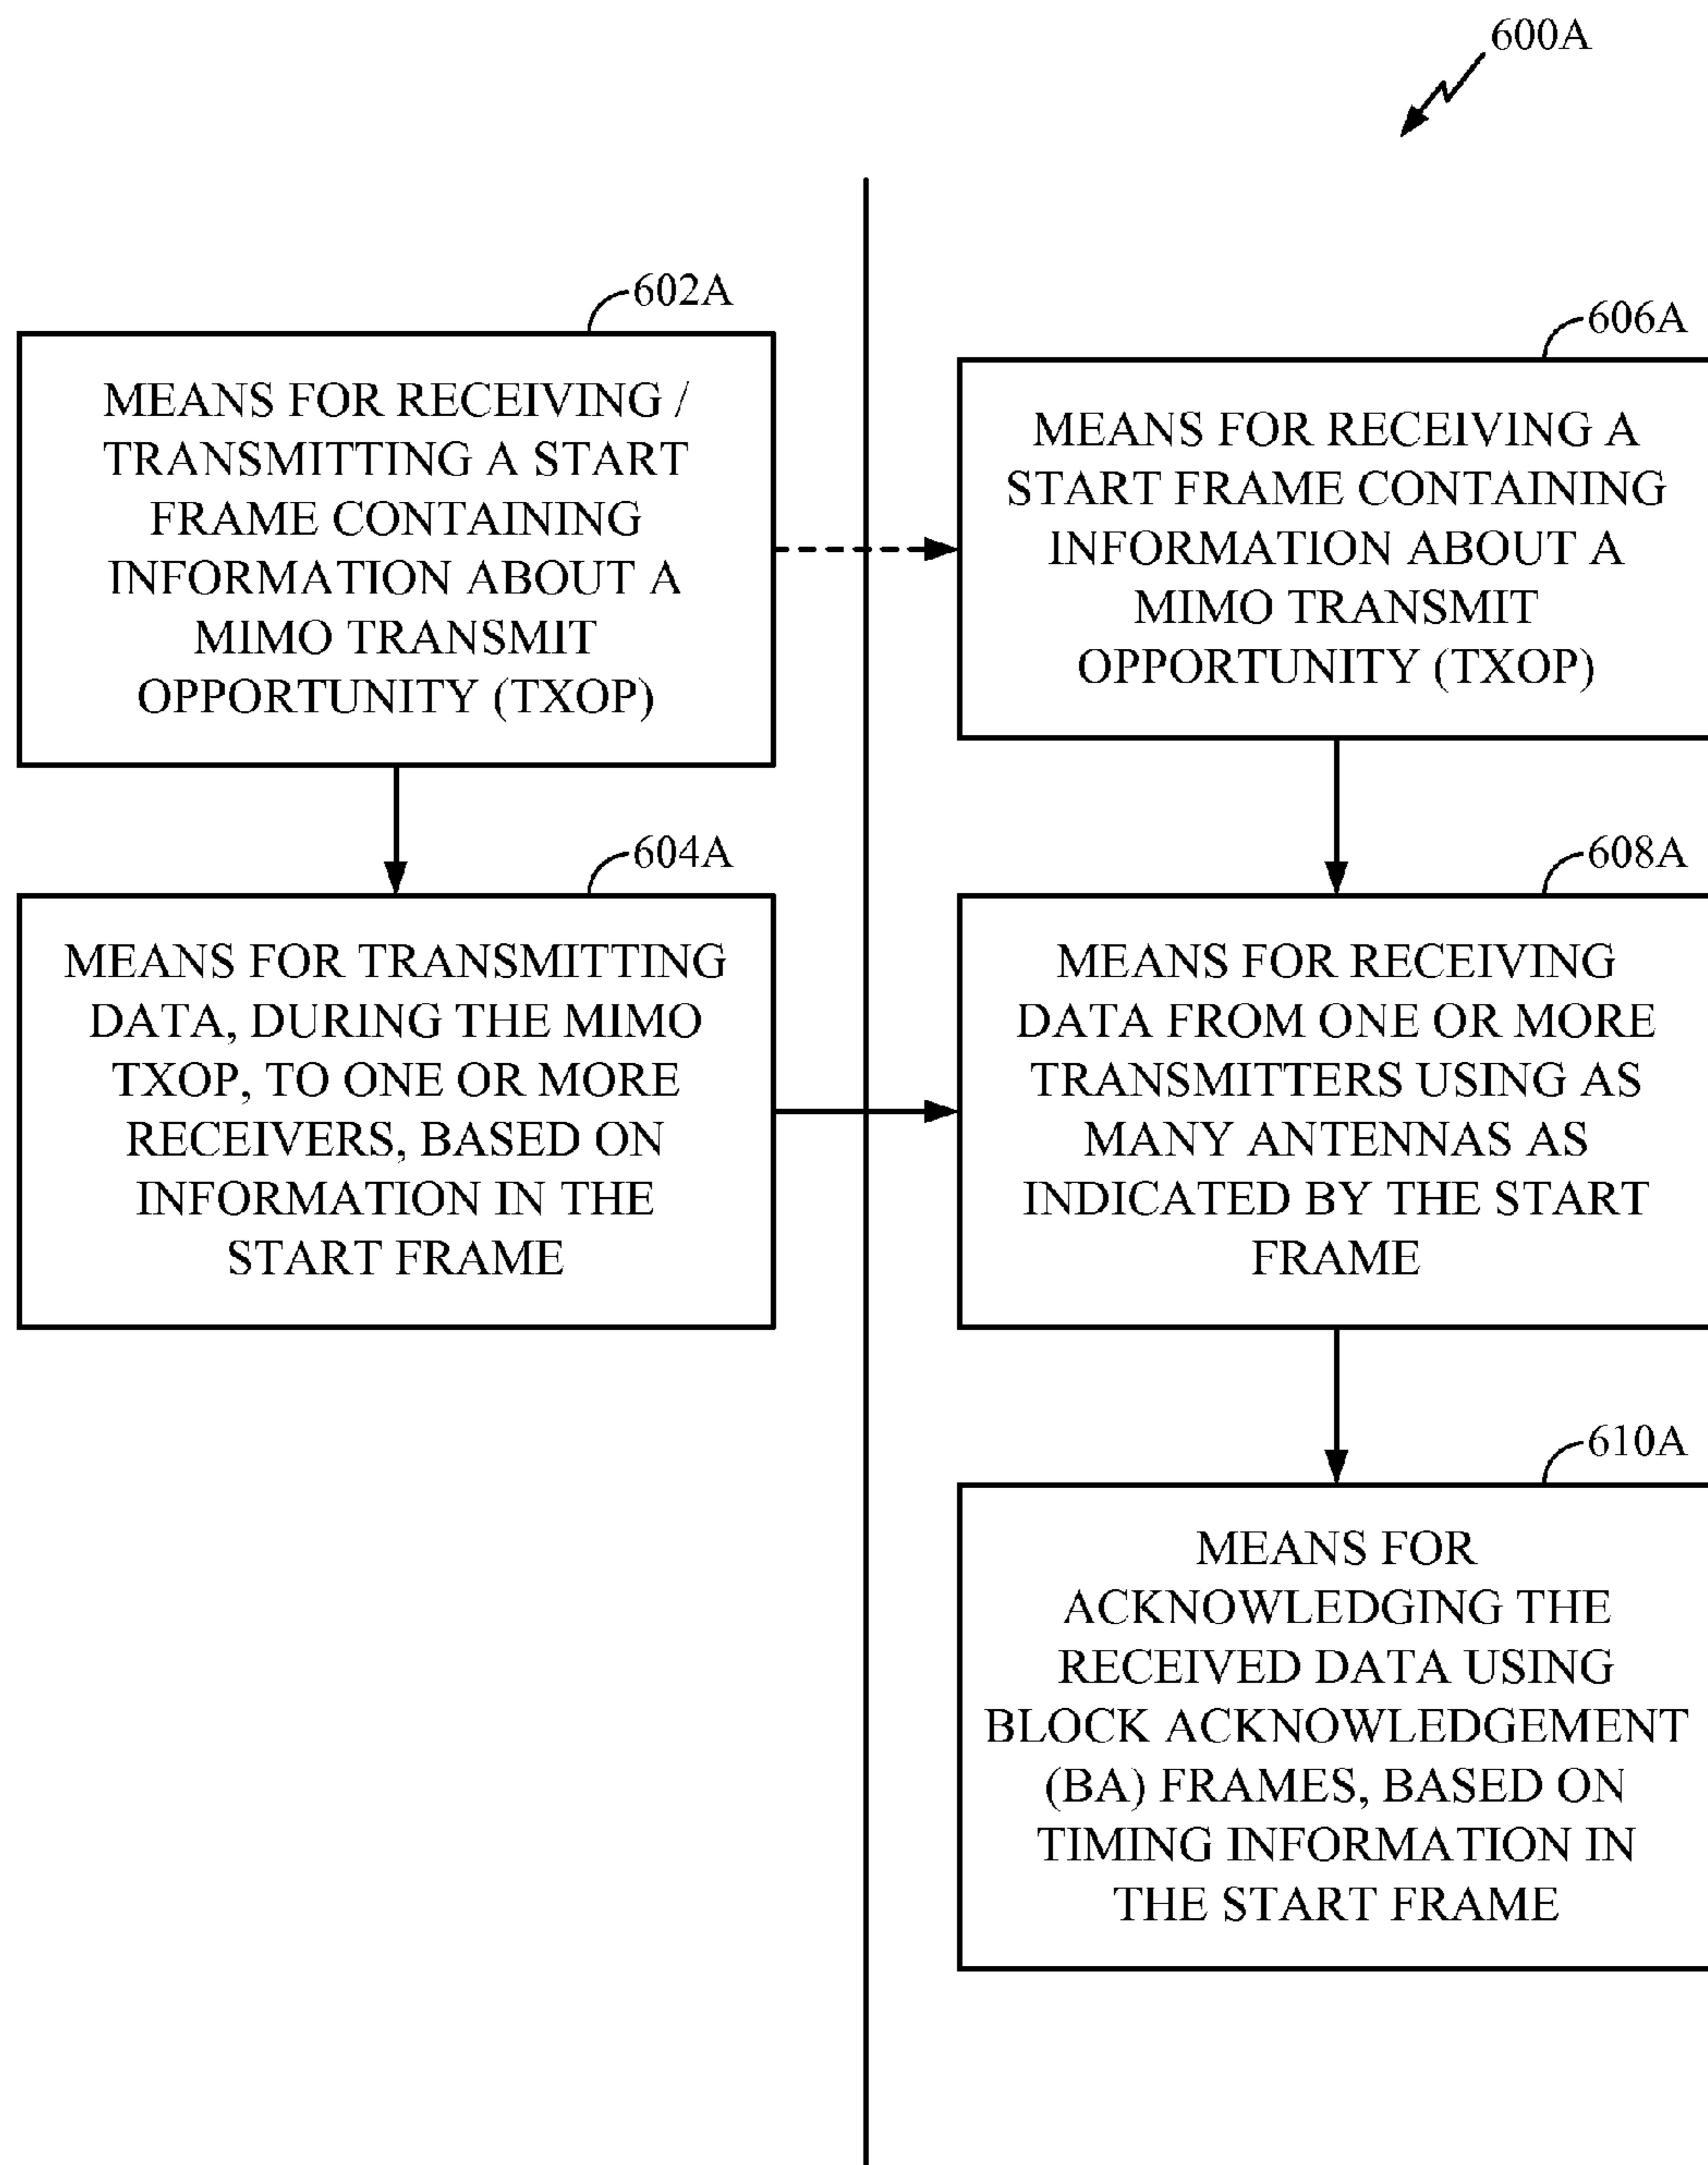 600A
602A
MEANS FOR RECEIVING /
TRANSMITTING A START
FRAME CONTAINING
INFORMATION ABOUT A
MIMO TRANSMIT
OPPORTUNITY (TXOP)
606A
MEANS FOR RECEIVING A
START FRAME CONTAINING
INFORMATION ABOUT A
MIMO TRANSMIT
OPPORTUNITY (TXOP)
604A
MEANS FOR TRANSMITTING
DATA, DURING THE MIMO
TXOP, TO ONE OR MORE
RECEIVERS, BASED ON
INFORMATION IN THE
START FRAME
608A
MEANS FOR RECEIVING
DATA FROM ONE OR MORE
TRANSMITTERS USING AS
MANY ANTENNAS AS
INDICATED BY THE START
FRAME
610A
MEANS FOR
ACKNOWLEDGING THE
RECEIVED DATA USING
BLOCK ACKNOWLEDGEMENT
(BA) FRAMES, BASED ON
TIMING INFORMATION IN
THE START FRAME